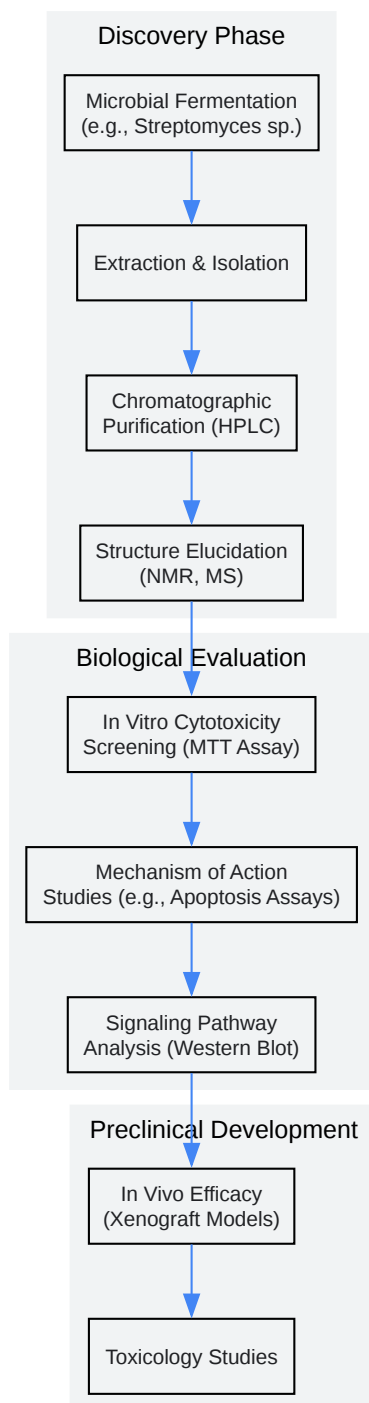 Discovery Phase
Microbial Fermentation
(e.g., Streptomyces sp.)
Extraction & Isolation
Chromatographic
Purification (HPLC)
Structure Elucidation
(NMR, MS)
Biological Evaluation
In Vitro Cytotoxicity
Screening (MTT Assay)
Mechanism of Action
Studies (e.g., Apoptosis Assays)
Signaling Pathway
Analysis (Western Blot)
Preclinical Development
In Vivo Efficacy
(Xenograft Models)
Toxicology Studies